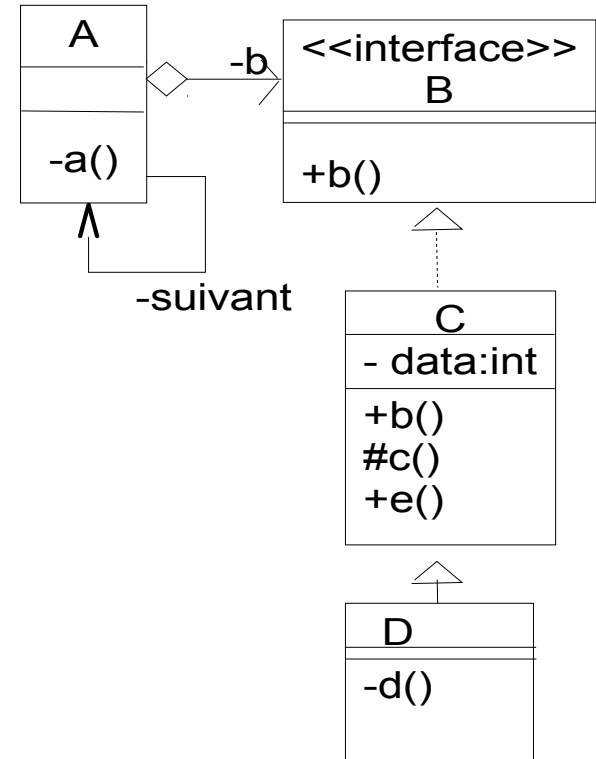 A
-a()
-b
<<interface>>
B
+b()
-suivant
C
- data:int
+b()
#c()
+e()
D
-d()